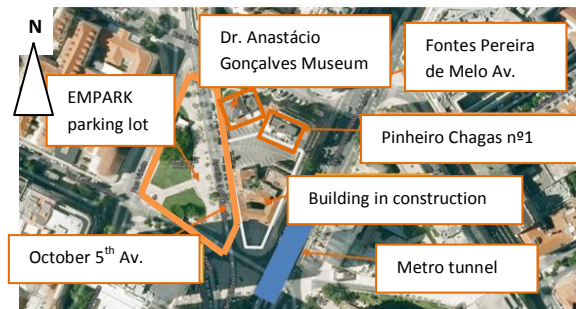 N
Dr. Anastácio
Gonçalves Museum
Fontes Pereira
de Melo Av.
EMPARK
parking lot
Pinheiro Chagas nº1
Building in construction
October 5th Av.
Metro tunnel